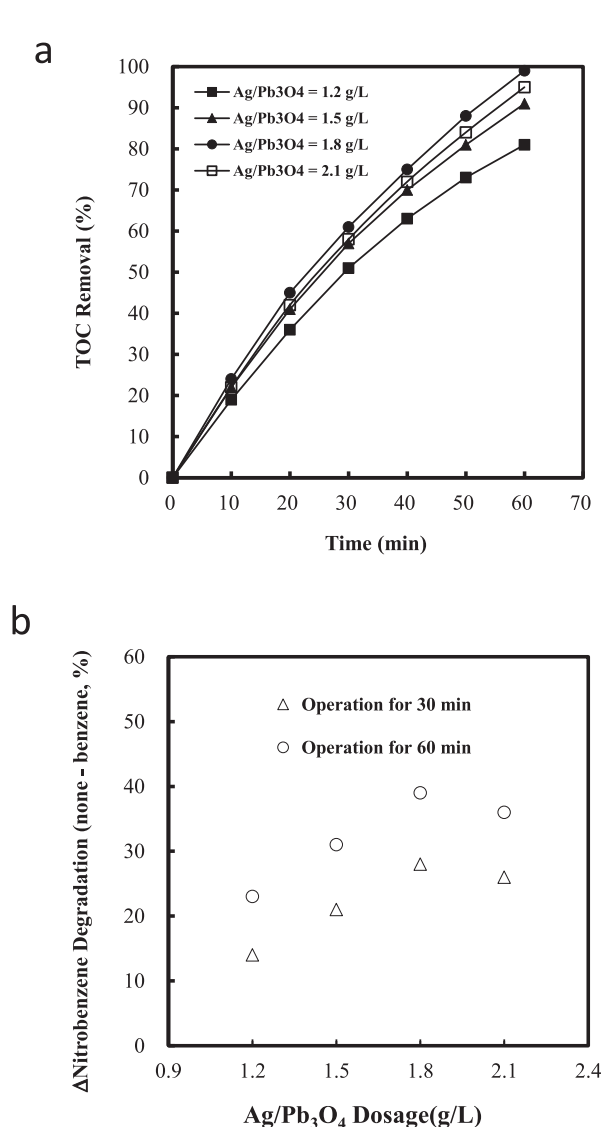 a
100
90
80
70
60
50
40
30
20
10
0
TOC Removal (%)
Ag/Pb3O4 = 1.2 g/L
Ag/Pb3O4 = 1.5 g/L
Ag/Pb3O4 = 1.8 g/L
Ag/Pb3O4 = 2.1 g/L
0 10 20 30 40 50 60 70
Time (min)
b
60
50
40
30
20
10
0
ΔNitrobenzene Degradation (none - benzene, %)
Operation for 30 min
Operation for 60 min
0.9 1.2 1.5 1.8 2.1 2.4
Ag/Pb₃O₄ Dosage(g/L)